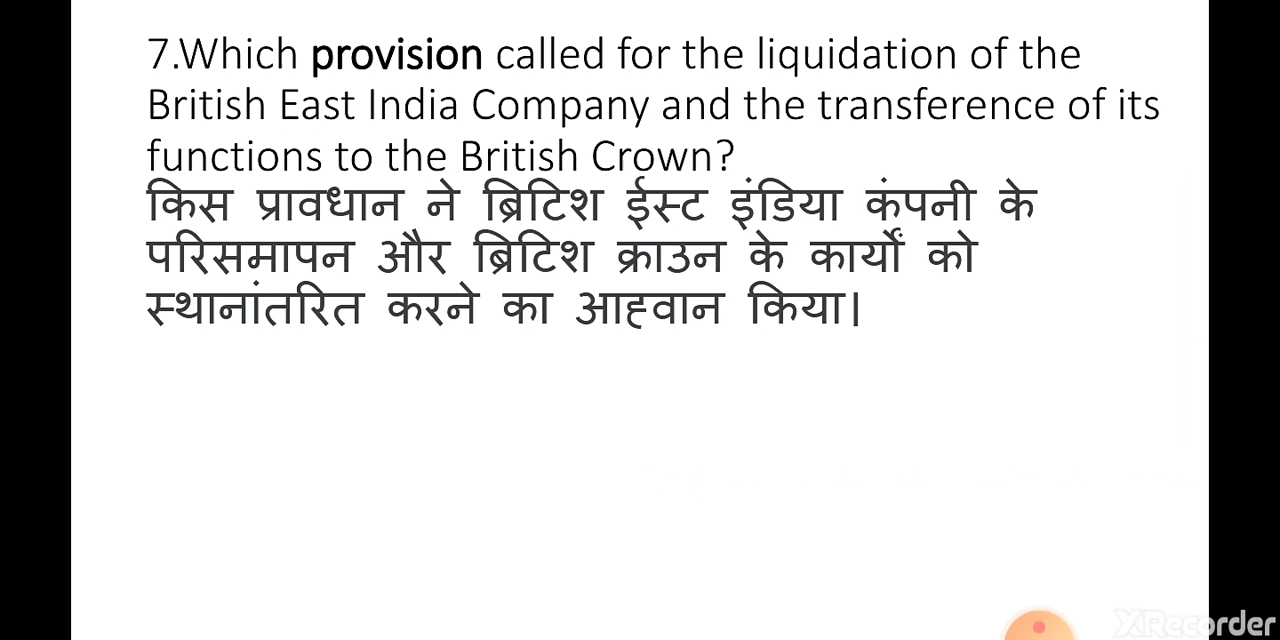 7.Which provision called for the liquidation of the
British East India Company and the transference of its
functions to the British Crown?
किस प्रावधान ने ब्रिटिश ईस्ट इंडिया कंपनी के
परिसमापन और ब्रिटिश क्राउन के कार्यों को
स्थानांतरित करने का आह्वान किया।
XRecorder